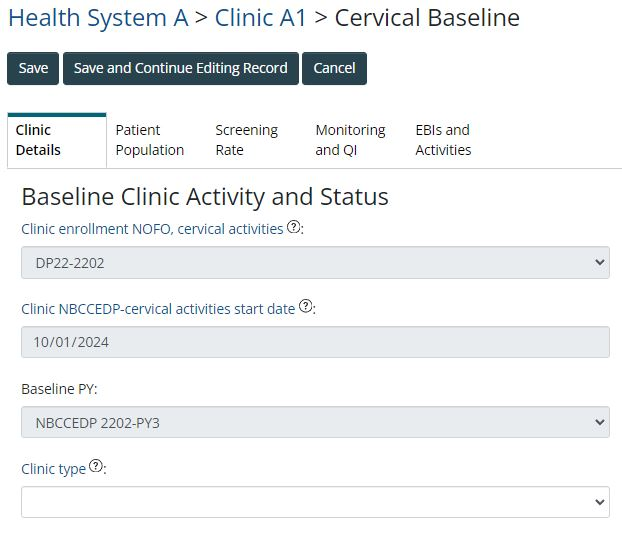 Health System A > Clinic A1 > Cervical Baseline
Save Save and Continue Editing Record Cancel
Clinic Details Patient Population Screening Rate Monitoring and QI EBIs and Activities
Baseline Clinic Activity and Status
Clinic enrollment NOFO, cervical activities ?:
DP22-2202
Clinic NBCCEDP-cervical activities start date ?:
10/01/2024
Baseline PY:
NBCCEDP 2202-PY3
Clinic type ?: